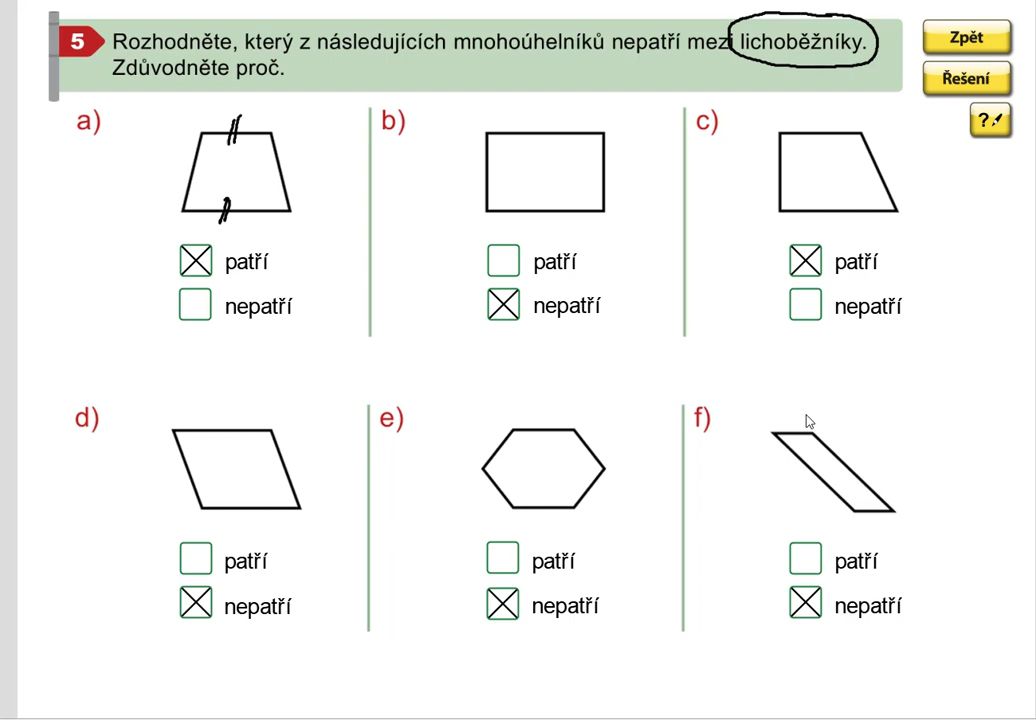 5 Rozhodněte, který z následujících mnohoúhelníků nepatří mezi lichoběžníky.
Zdůvodněte proč.
Zpět
Řešení
?
a)
b)
c)
patří
patří
patří
nepatří
nepatří
nepatří
d)
e)
f)
patří
patří
patří
nepatří
nepatří
nepatří